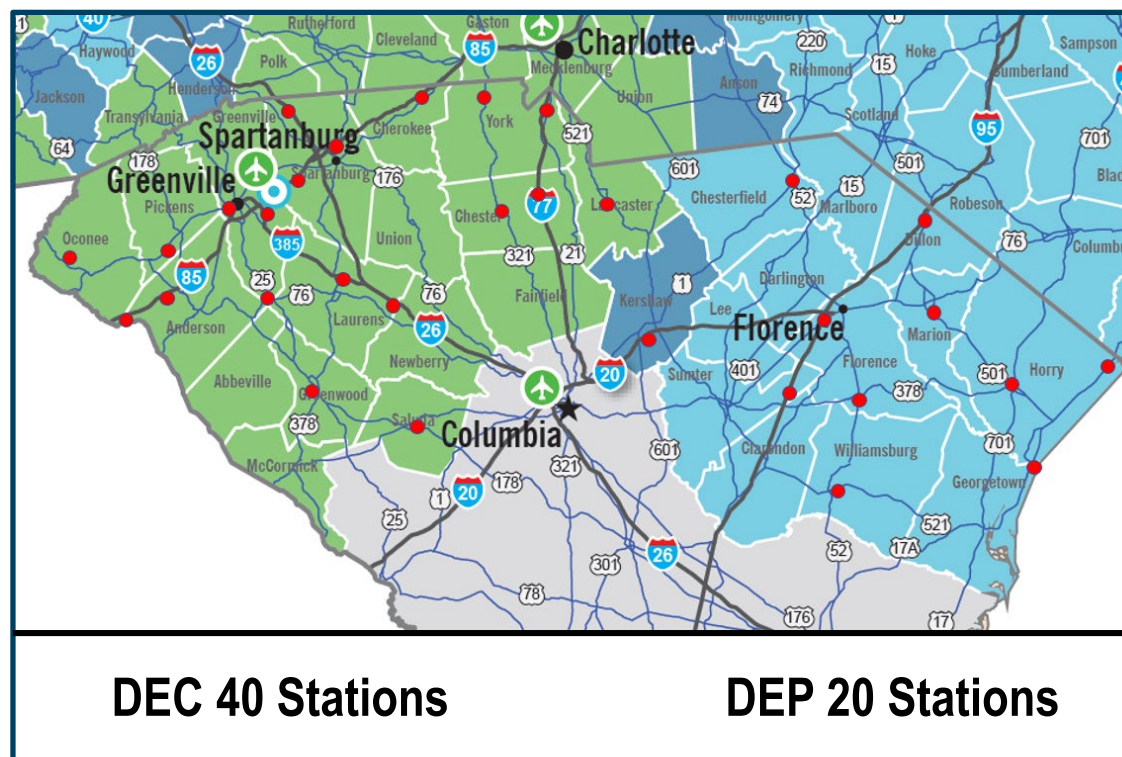 40
Rutherford
Gaston
Montgomery
1
Haywood
26
Cleveland
85
Charlotte
220
Hoke
Sampson
Polk
Mecklenburg
Richmond
15
Cumberland
Jackson
Henderson
Union
Anson
74
Transylvania
Greenville
Cherokee
York
Scotland
95
64
Spartanburg
521
701
178
601
501
Greenville
Spartanburg
176
Chesterfield
15
Pickens
Chester
77
Lancaster
52
Marlboro
Robeson
Oconee
385
Union
Dillon
76
321
21
85
25
76
76
Fairfield
Kershaw
1
Darlington
Anderson
Laurens
26
Lee
Florence
Marion
Newberry
20
Abbeville
Sumter
401
Florence
501
Horry
Greenwood
378
378
Saluda
Columbia
Clarendon
Williamsburg
701
McCormick
321
601
Georgetown
20
178
1
25
521
26
52
17A
301
78
176
17
DEC 40 Stations
DEP 20 Stations